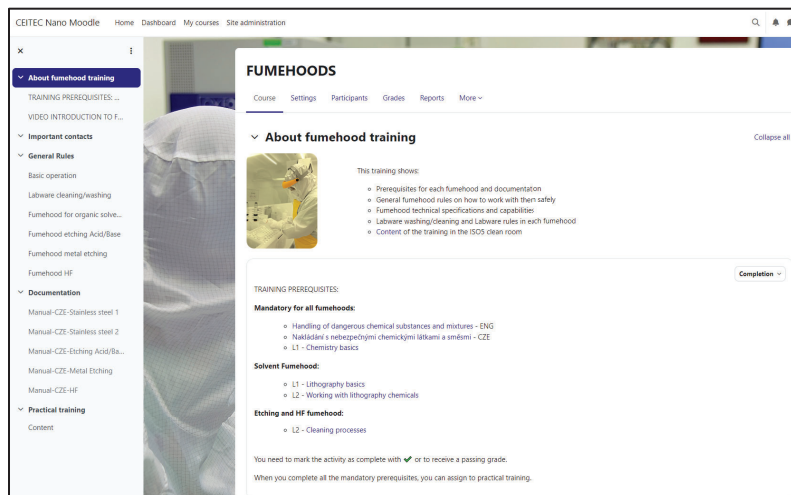 CEITEC Nano Moodle Home Dashboard My courses Site administration
About fumehood training
TRAINING PREREQUISITES: ...
VIDEO INTRODUCTION TO F...
Important contacts
General Rules
Basic operation
Labware cleaning/washing
Fumehood for organic solve...
Fumehood etching Acid/Base
Fumehood metal etching
Fumehood HF
Documentation
Manual-CZE-Stainless steel 1
Manual-CZE-Stainless steel 2
Manual-CZE-Etching Acid/Ba...
Manual-CZE-Metal Etching
Manual-CZE-HF
Practical training
Content
FUMEHOODS
Course Settings Participants Grades Reports More
About fumehood training
Collapse all
This training shows:
Prerequisites for each fumehood and documentation
General fumehood rules on how to work with then safely
Fumehood technical specifications and capabilities
Labware washing/cleaning and Labware rules in each fumehood
Content of the training in the ISO5 clean room
Completion
TRAINING PREREQUISITES:
Mandatory for all fumehoods:
Handling of dangerous chemical substances and mixtures - ENG
Nakládání s nebezpečnými chemickými látkami a směsmi - CZE
L1 - Chemistry basics
Solvent Fumehood:
L1 - Lithography basics
L2 - Working with lithography chemicals
Etching and HF fumehood:
L2 - Cleaning processes
You need to mark the activity as complete with ✔ or to receive a passing grade.
When you complete all the mandatory prerequisites, you can assign to practical training.